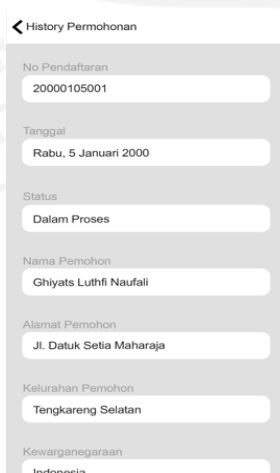 History Permohonan
No Pendaftaran
20000105001
Tanggal
Rabu, 5 Januari 2000
Status
Dalam Proses
Nama Pemohon
Ghiyats Luthfi Naufali
Alamat Pemohon
Jl. Datuk Setia Maharaja
Kelurahan Pemohon
Tengkareng Selatan
Kewarganegaraan
Indonesia